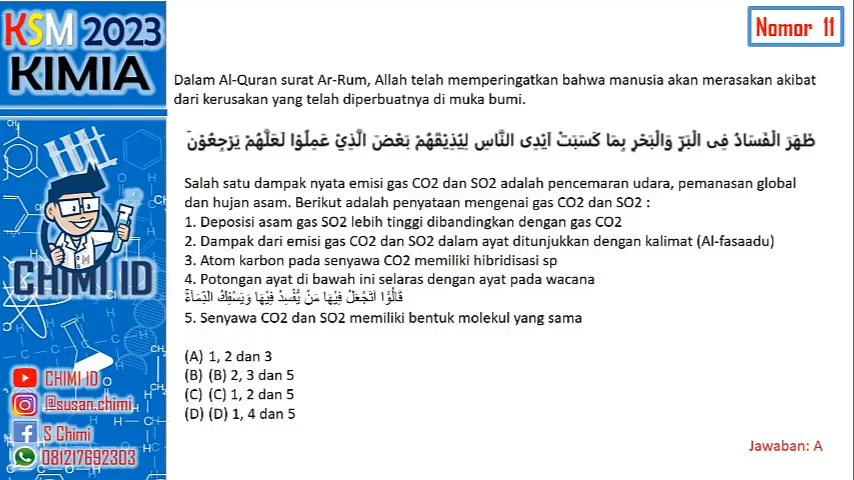 KSM 2023
KIMIA
CHIMI ID
CHIMI ID
@susan.chimi
S Chimi
081217692303
Nomor 11
Dalam Al-Quran surat Ar-Rum, Allah telah memperingatkan bahwa manusia akan merasakan akibat
dari kerusakan yang telah diperbuatnya di muka bumi.
ظَهَرَ الْفَسَادُ فِى الْبَرِّ وَالْبَحْرِ بِمَا كَسَبَتْ اَيْدِى النَّاسِ لِيُذِيْقَهُمْ بَعْضَ الَّذِيْ عَمِلُوْا لَعَلَّهُمْ يَرْجِعُوْنَ
Salah satu dampak nyata emisi gas CO2 dan SO2 adalah pencemaran udara, pemanasan global
dan hujan asam. Berikut adalah penyataan mengenai gas CO2 dan SO2 :
1. Deposisi asam gas SO2 lebih tinggi dibandingkan dengan gas CO2
2. Dampak dari emisi gas CO2 dan SO2 dalam ayat ditunjukkan dengan kalimat (Al-fasaadu)
3. Atom karbon pada senyawa CO2 memiliki hibridisasi sp
4. Potongan ayat di bawah ini selaras dengan ayat pada wacana
قَالُوْٓا اَتَجْعَلُ فِيْهَا مَنْ يُّفْسِدُ فِيْهَا وَيَسْفِكُ الدِّمَاۤءَۚ
5. Senyawa CO2 dan SO2 memiliki bentuk molekul yang sama
(A) 1, 2 dan 3
(B) (B) 2, 3 dan 5
(C) (C) 1, 2 dan 5
(D) (D) 1, 4 dan 5
Jawaban: A